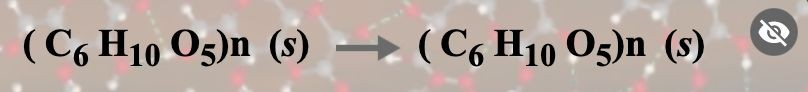 ( C₆ H₁₀ O₅)n (s) ⟶ ( C₆ H₁₀ O₅)n (s)